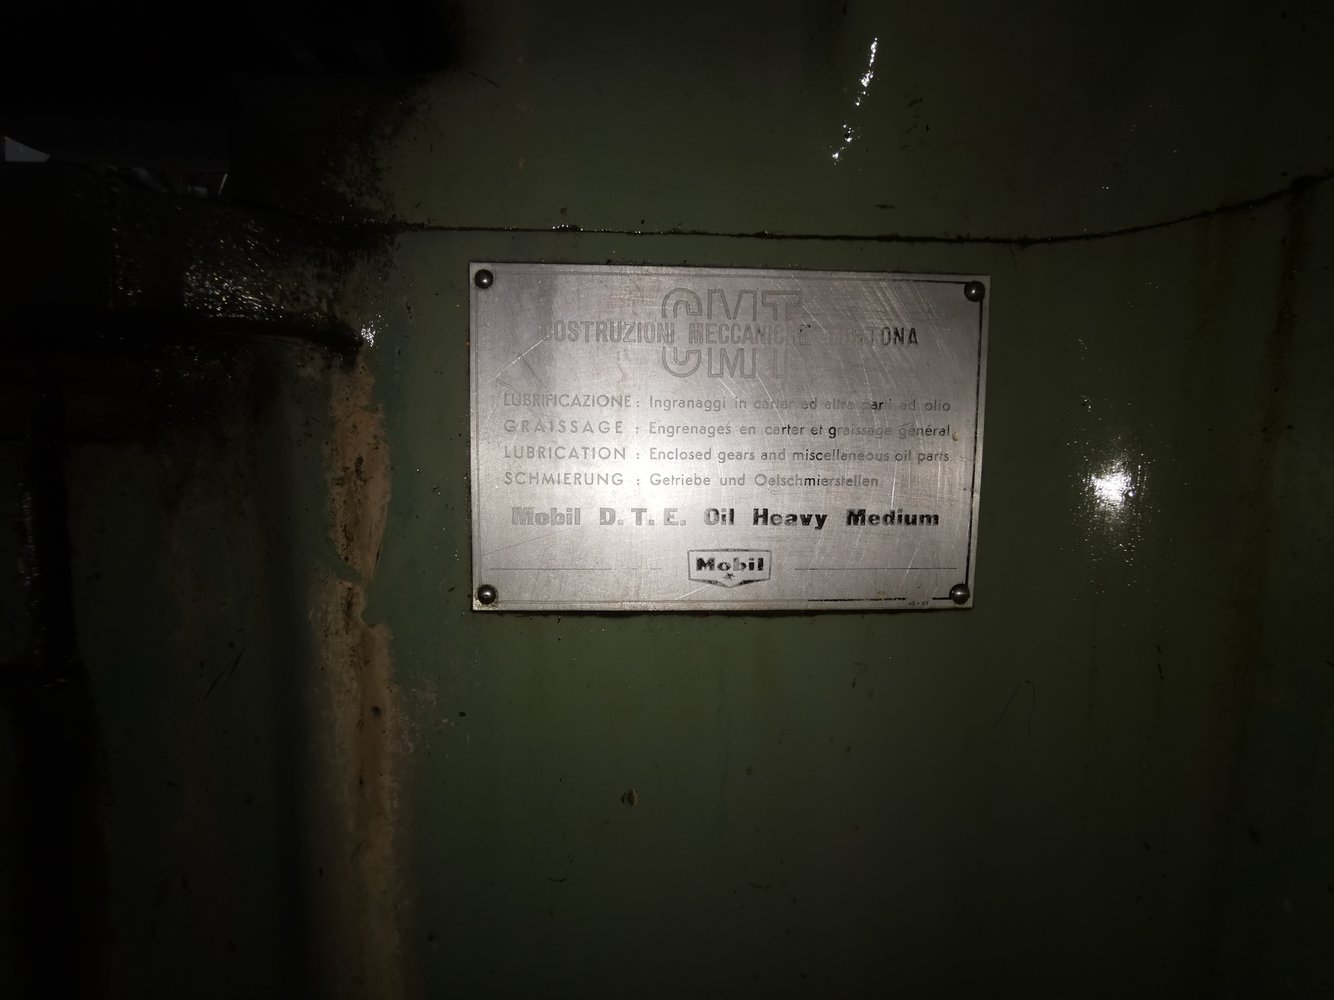 CMT
COSTRUZIONI MECCANICHE TORTONA
LUBRIFICAZIONE : Ingranaggi in carter ed altre parti ad olio
GRAISSAGE : Engrenages en carter et graissage général
LUBRICATION : Enclosed gears and miscellaneous oil parts
SCHMIERUNG : Getriebe und Oelschmierstellen
Mobil D. T. E. Oil Heavy Medium
Mobil